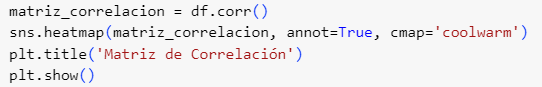 matriz_correlacion = df.corr()
sns.heatmap(matriz_correlacion, annot=True, cmap='coolwarm')
plt.title('Matriz de Correlación')
plt.show()